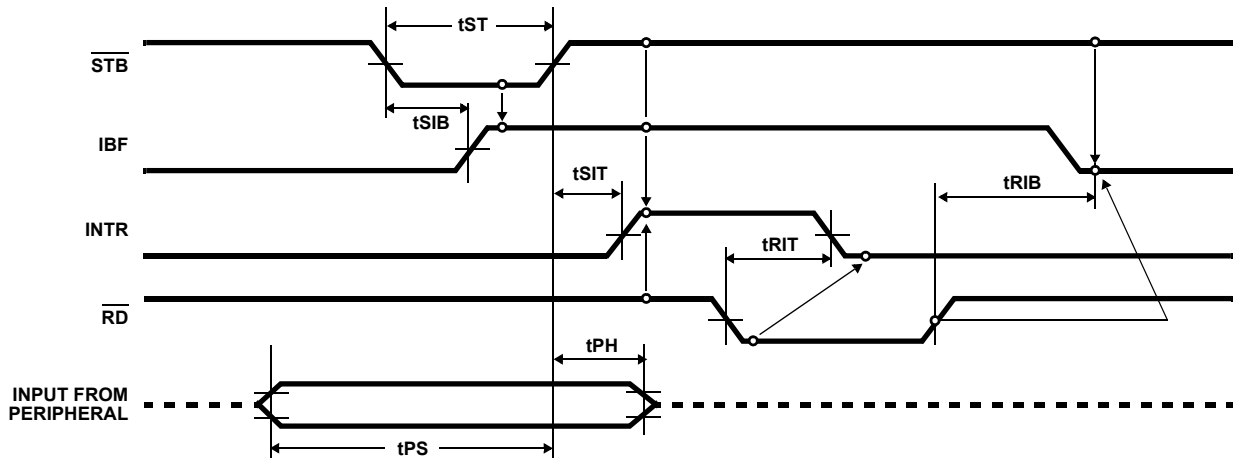 tST
STB
tSIB
IBF
tSIT
tRIB
INTR
tRIT
RD
tPH
INPUT FROM
PERIPHERAL
tPS